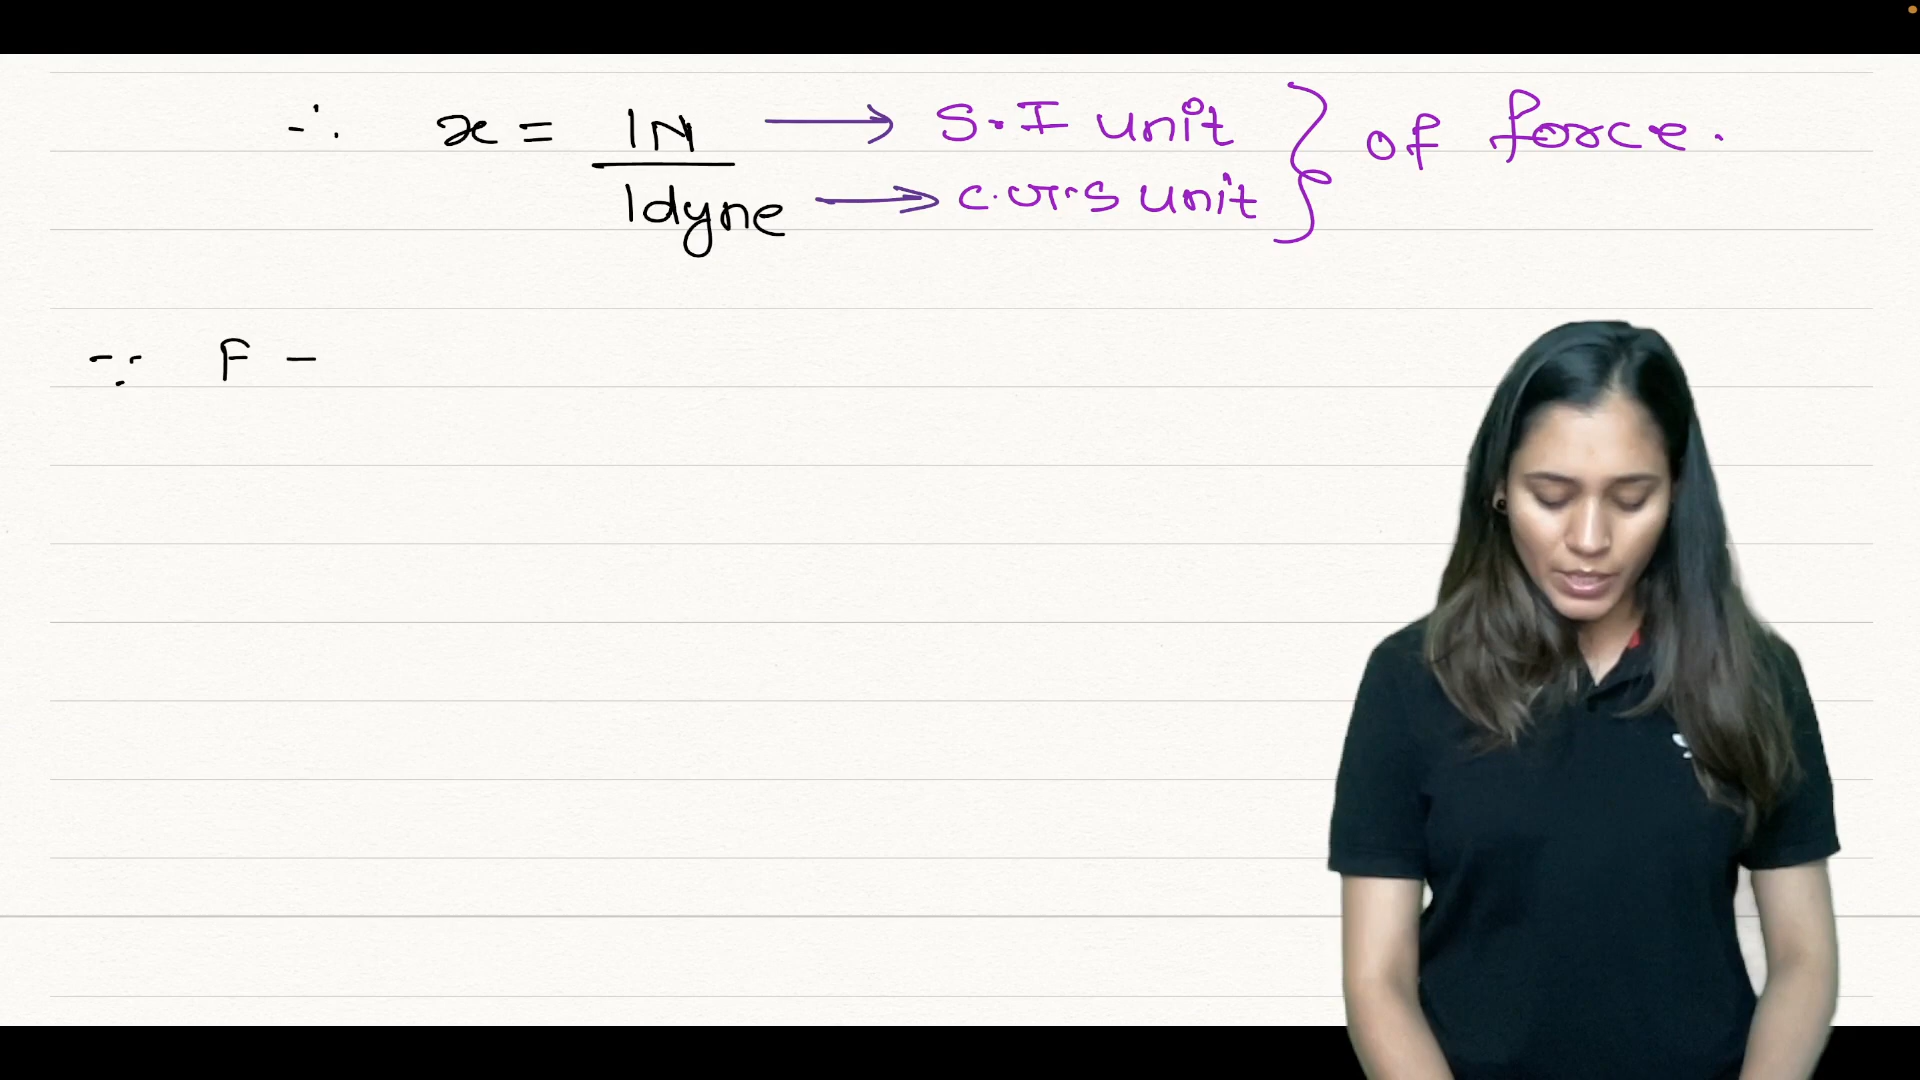 ∴ x = 1N → S.I unit } of force.
1dyne → C.G.S unit
∵ F -